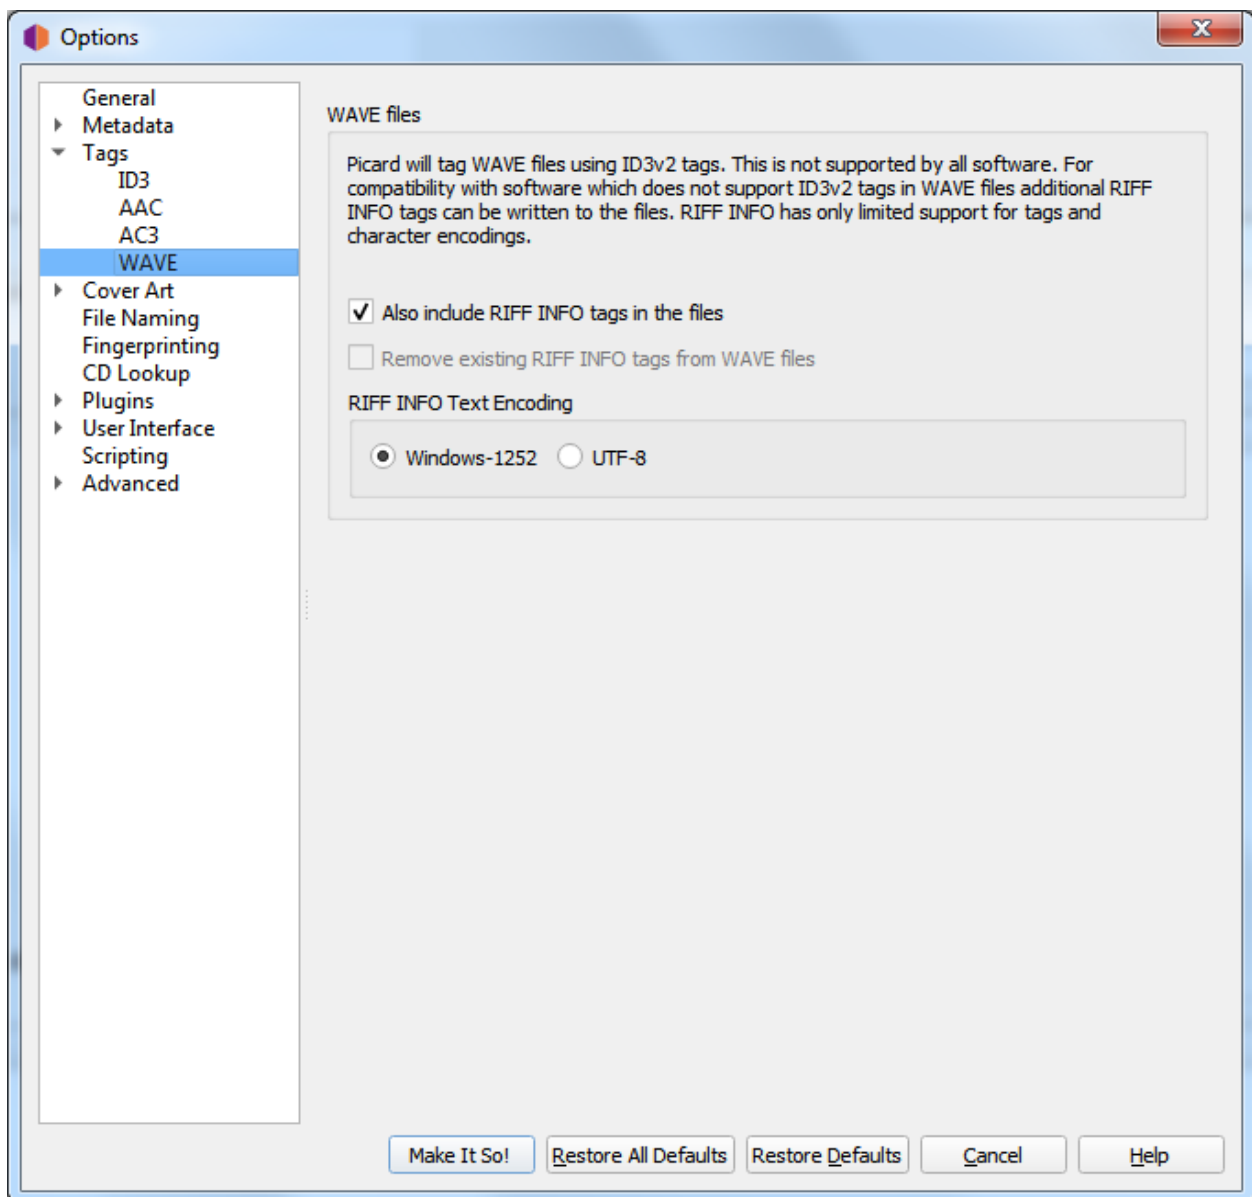 Options
General
Metadata
Tags
ID3
AAC
AC3
WAVE
Cover Art
File Naming
Fingerprinting
CD Lookup
Plugins
User Interface
Scripting
Advanced
WAVE files
Picard will tag WAVE files using ID3v2 tags. This is not supported by all software. For
compatibility with software which does not support ID3v2 tags in WAVE files additional RIFF
INFO tags can be written to the files. RIFF INFO has only limited support for tags and
character encodings.
Also include RIFF INFO tags in the files
Remove existing RIFF INFO tags from WAVE files
RIFF INFO Text Encoding
Windows-1252 UTF-8
Make It So! Restore All Defaults Restore Defaults Cancel Help